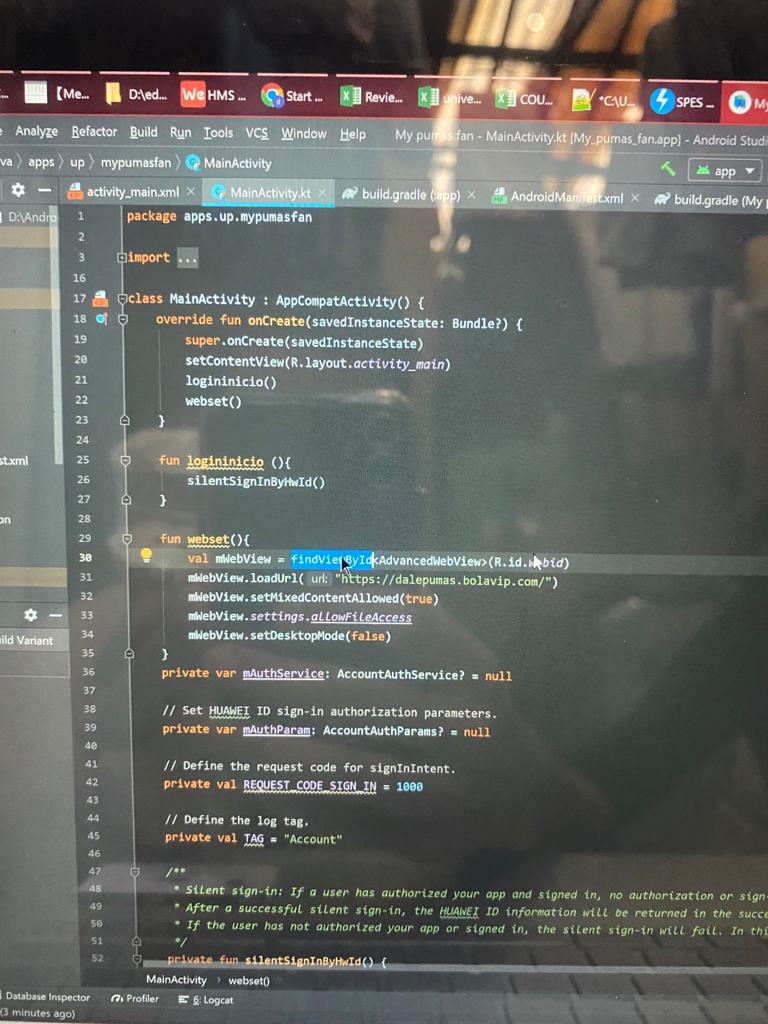 【Me...
D:\ed...
We HMS ...
Start ...
Revie...
unive...
COU...
*C:\U...
SPES ...
My
Analyze Refactor Build Run Tools VCS Window Help My pumas fan - MainActivity.kt [My_pumas_fan.app] - Android Studi
va apps up mypumasfan MainActivity
app
activity_main.xml MainActivity.kt build.gradle (:app) AndroidManifest.xml build.gradle (My p
D:\Andro
1 package apps.up.mypumasfan
2
3 import ...
16
17 class MainActivity : AppCompatActivity() {
18 override fun onCreate(savedInstanceState: Bundle?) {
19 super.onCreate(savedInstanceState)
20 setContentView(R.layout.activity_main)
21 logininicio()
22 webset()
23 }
24
25 fun logininicio (){
26 silentSignInByHwId()
27 }
28
29 fun webset(){
30 val mWebView = findViewById<AdvancedWebView>(R.id.webid)
31 mWebView.loadUrl( url: "https://dalepumas.bolavip.com/")
32 mWebView.setMixedContentAllowed(true)
33 mWebView.settings.allowFileAccess
34 mWebView.setDesktopMode(false)
35 }
36 private var mAuthService: AccountAuthService? = null
37
38 // Set HUAWEI ID sign-in authorization parameters.
39 private var mAuthParam: AccountAuthParams? = null
40
41 // Define the request code for signInIntent.
42 private val REQUEST_CODE_SIGN_IN = 1000
43
44 // Define the log tag.
45 private val TAG = "Account"
46
47 /**
48 * Silent sign-in: If a user has authorized your app and signed in, no authorization or sign-
49 * After a successful silent sign-in, the HUAWEI ID information will be returned in the succe
50 * If the user has not authorized your app or signed in, the silent sign-in will fail. In thi
51 */
52 private fun silentSignInByHwId() {
st.xml
on
ild Variant
MainActivity webset()
Database Inspector Profiler 6: Logcat
(3 minutes ago)